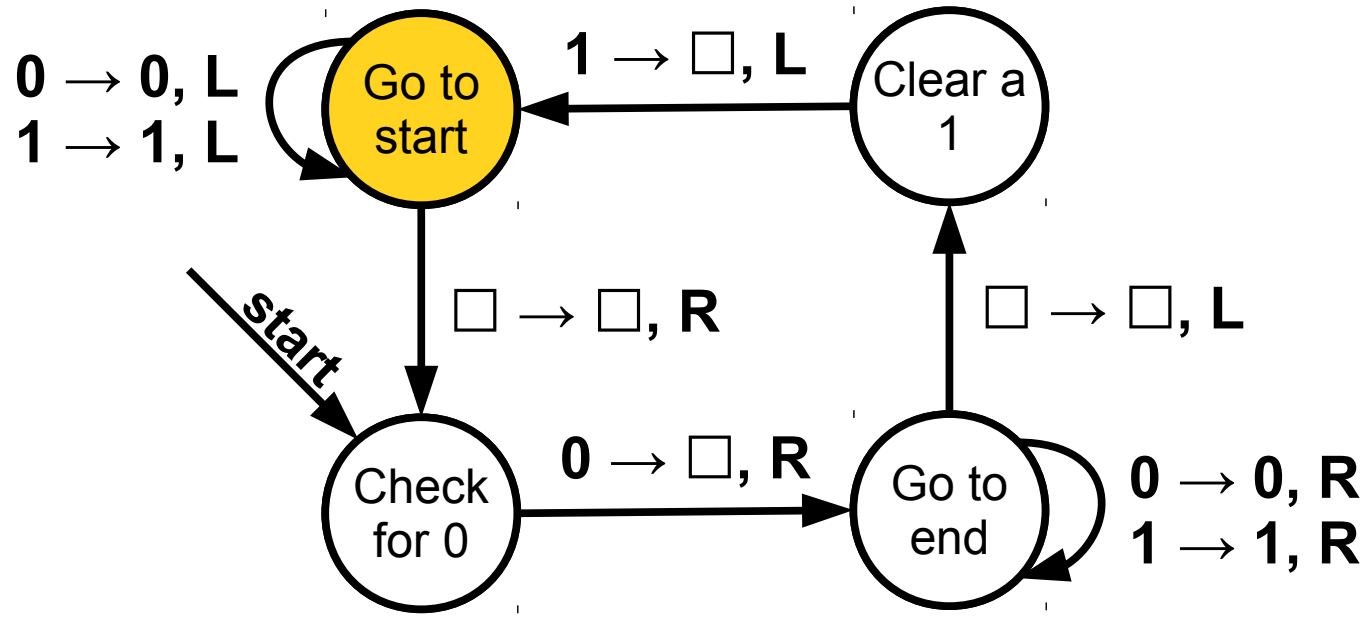 1 → □, L
0 → 0, L
1 → 1, L
Go to
start
Clear a
1
□ → □, R
□ → □, L
start
0 → □, R
Check
for 0
Go to
end
0 → 0, R
1 → 1, R